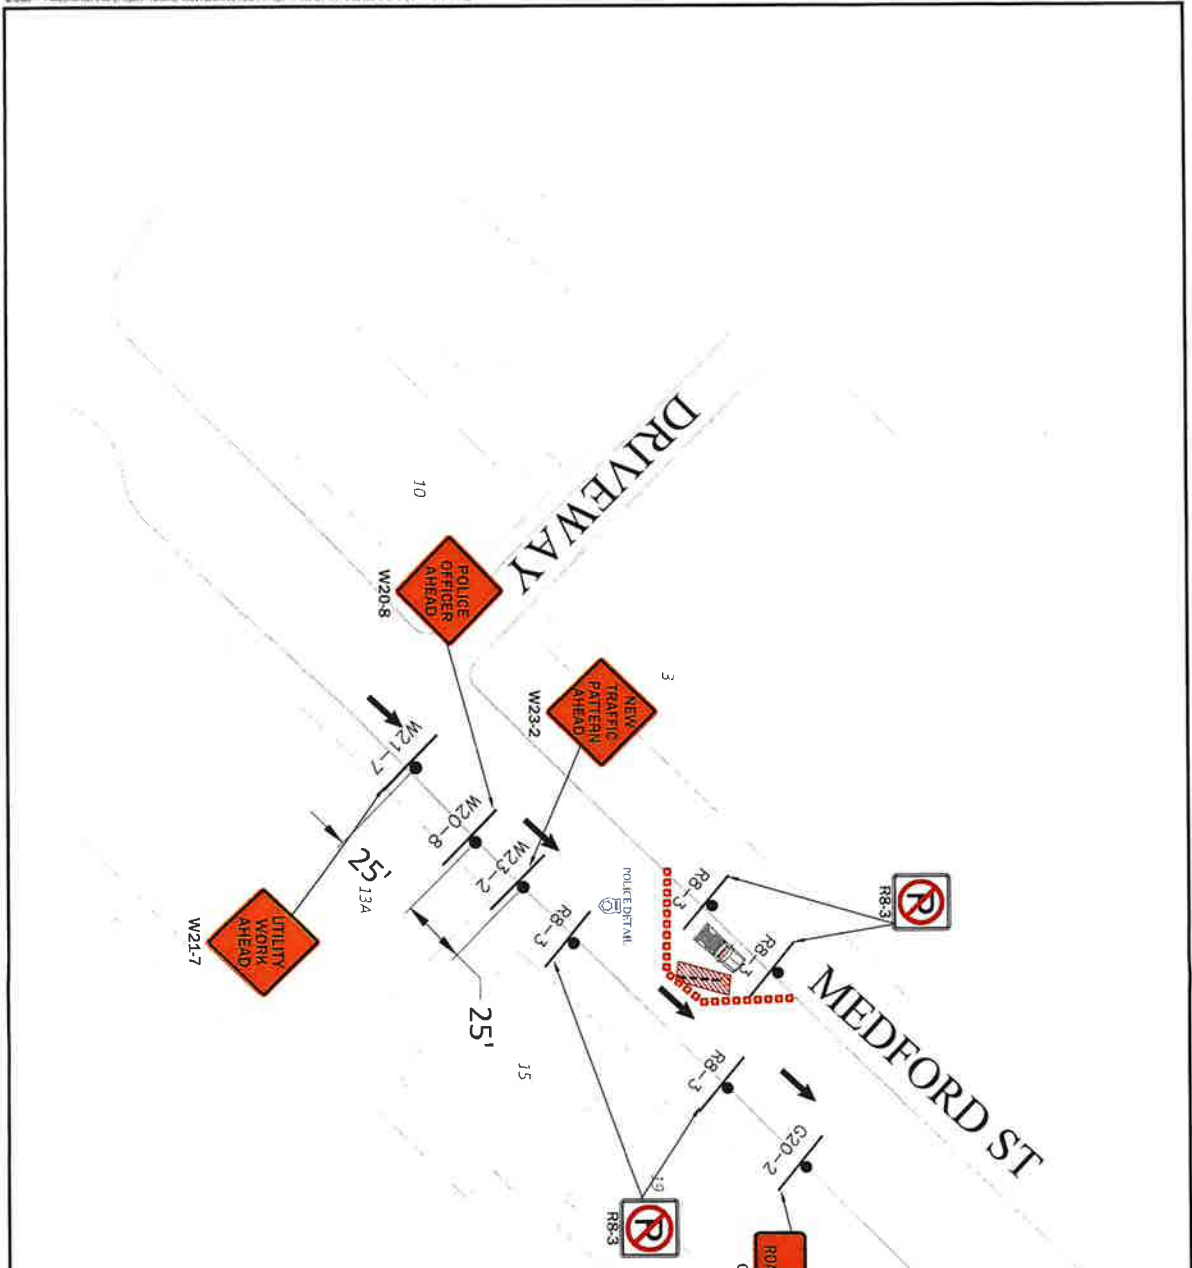 DRIVEWAY
10
POLICE
OFFICER
AHEAD
W20-8
3
NEW
TRAFFIC
PATTERN
AHEAD
W23-2
W21-7
W20-8
W23-2
25'
13A
UTILITY
WORK
AHEAD
W21-7
25'
15
POLICE DETAIL
R8-3
R8-3
R8-3
P
R8-3
MEDFORD ST
R8-3
G20-2
19
P
R8-3